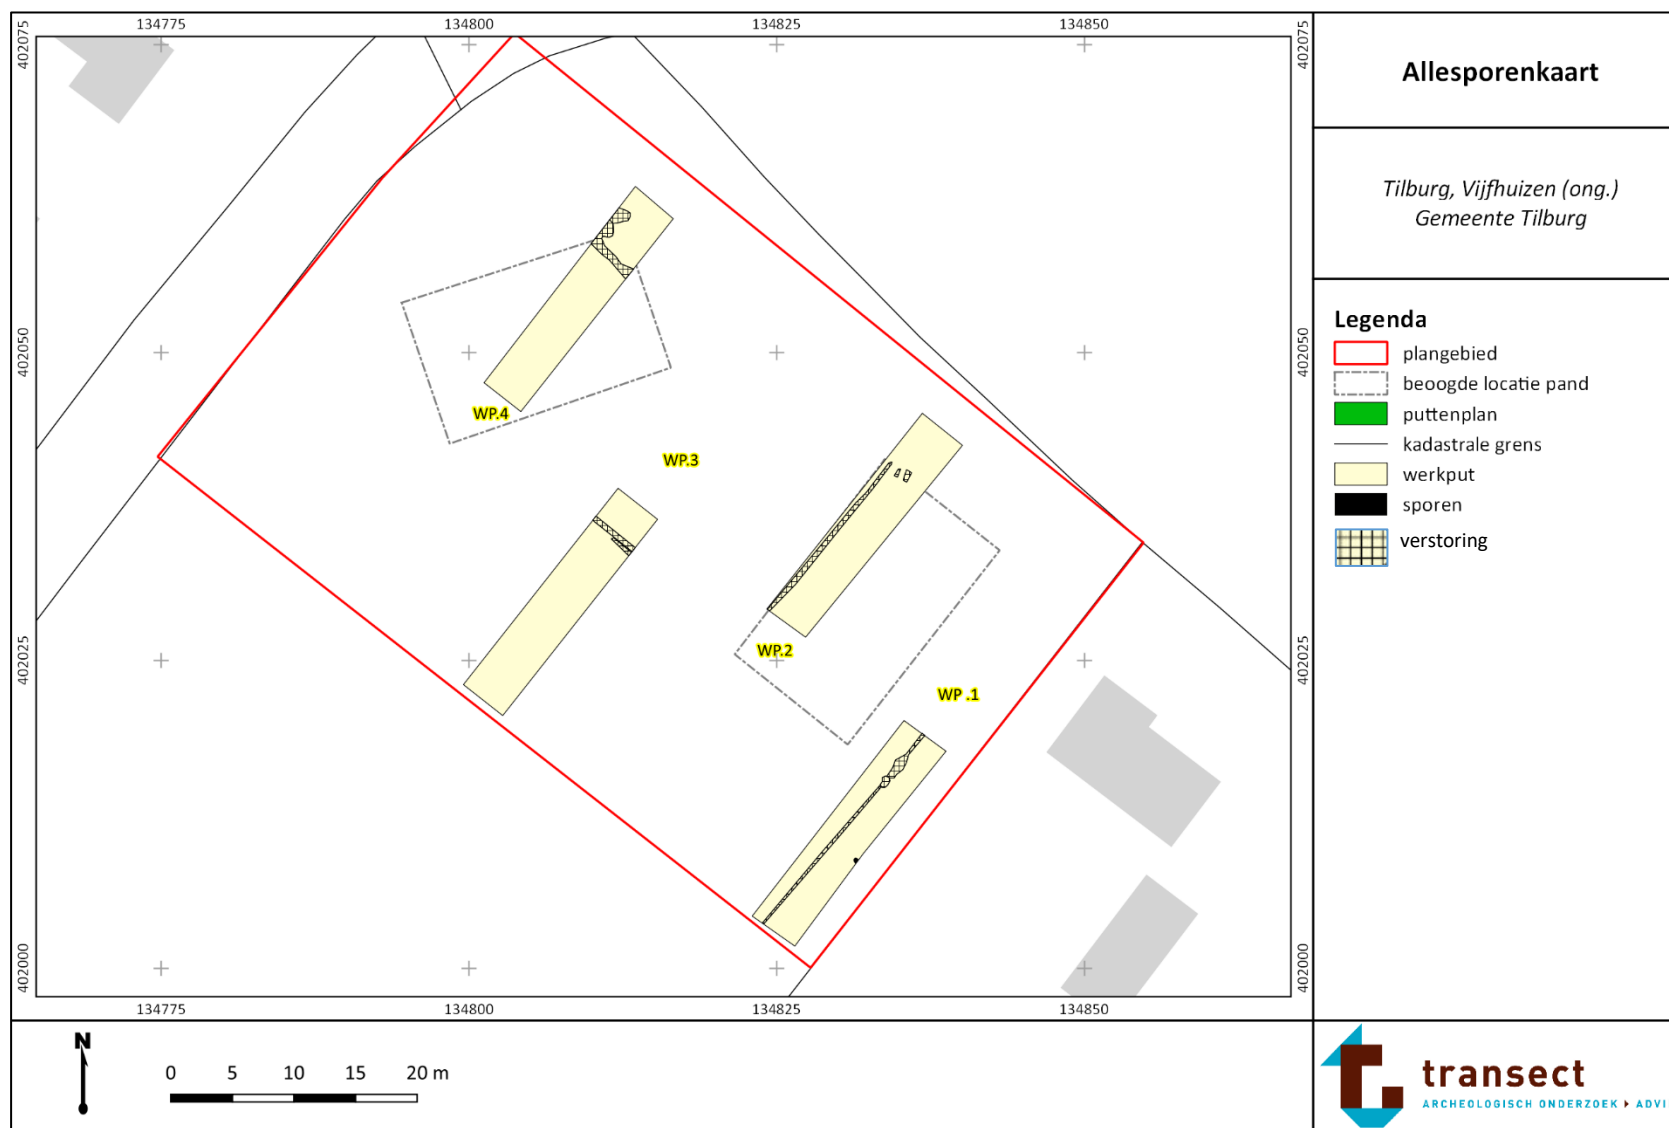 134775
134800
134825
134850
402075
402075
Allesporenkaart
Tilburg, Vijfhuizen (ong.)
Gemeente Tilburg
Legenda
plangebied
beoogde locatie pand
puttenplan
kadastrale grens
werkput
sporen
verstoring
402050
402050
WP.4
WP.3
WP.2
WP .1
402025
402025
402000
402000
134775
134800
134825
134850
N
0 5 10 15 20 m
transect
ARCHEOLOGISCH ONDERZOEK ADVI